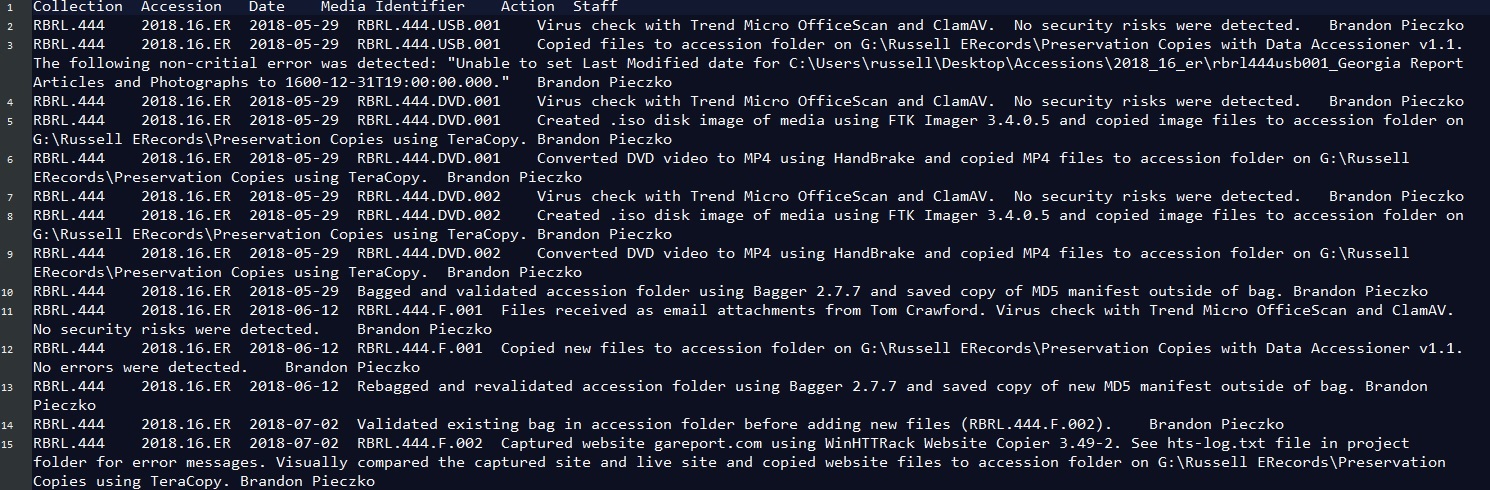 1 Collection Accession Date Media Identifier Action Staff
2 RBRL.444 2018.16.ER 2018-05-29 RBRL.444.USB.001 Virus check with Trend Micro OfficeScan and ClamAV. No security risks were detected. Brandon Pieczko
3 RBRL.444 2018.16.ER 2018-05-29 RBRL.444.USB.001 Copied files to accession folder on G:\Russell ERecords\Preservation Copies with Data Accessioner v1.1.
The following non-critial error was detected: "Unable to set Last Modified date for C:\Users\russell\Desktop\Accessions\2018_16_er\rbrl444usb001_Georgia Report
Articles and Photographs to 1600-12-31T19:00:00.000." Brandon Pieczko
4 RBRL.444 2018.16.ER 2018-05-29 RBRL.444.DVD.001 Virus check with Trend Micro OfficeScan and ClamAV. No security risks were detected. Brandon Pieczko
5 RBRL.444 2018.16.ER 2018-05-29 RBRL.444.DVD.001 Created .iso disk image of media using FTK Imager 3.4.0.5 and copied image files to accession folder on
G:\Russell ERecords\Preservation Copies using TeraCopy. Brandon Pieczko
6 RBRL.444 2018.16.ER 2018-05-29 RBRL.444.DVD.001 Converted DVD video to MP4 using HandBrake and copied MP4 files to accession folder on G:\Russell
ERecords\Preservation Copies using TeraCopy. Brandon Pieczko
7 RBRL.444 2018.16.ER 2018-05-29 RBRL.444.DVD.002 Virus check with Trend Micro OfficeScan and ClamAV. No security risks were detected. Brandon Pieczko
8 RBRL.444 2018.16.ER 2018-05-29 RBRL.444.DVD.002 Created .iso disk image of media using FTK Imager 3.4.0.5 and copied image files to accession folder on
G:\Russell ERecords\Preservation Copies using TeraCopy. Brandon Pieczko
9 RBRL.444 2018.16.ER 2018-05-29 RBRL.444.DVD.002 Converted DVD video to MP4 using HandBrake and copied MP4 files to accession folder on G:\Russell
ERecords\Preservation Copies using TeraCopy. Brandon Pieczko
10 RBRL.444 2018.16.ER 2018-05-29 Bagged and validated accession folder using Bagger 2.7.7 and saved copy of MD5 manifest outside of bag. Brandon Pieczko
11 RBRL.444 2018.16.ER 2018-06-12 RBRL.444.F.001 Files received as email attachments from Tom Crawford. Virus check with Trend Micro OfficeScan and ClamAV.
No security risks were detected. Brandon Pieczko
12 RBRL.444 2018.16.ER 2018-06-12 RBRL.444.F.001 Copied new files to accession folder on G:\Russell ERecords\Preservation Copies with Data Accessioner v1.1.
No errors were detected. Brandon Pieczko
13 RBRL.444 2018.16.ER 2018-06-12 Rebagged and revalidated accession folder using Bagger 2.7.7 and saved copy of new MD5 manifest outside of bag. Brandon
Pieczko
14 RBRL.444 2018.16.ER 2018-07-02 Validated existing bag in accession folder before adding new files (RBRL.444.F.002). Brandon Pieczko
15 RBRL.444 2018.16.ER 2018-07-02 RBRL.444.F.002 Captured website gareport.com using WinHTTRack Website Copier 3.49-2. See hts-log.txt file in project
folder for error messages. Visually compared the captured site and live site and copied website files to accession folder on G:\Russell ERecords\Preservation
Copies using TeraCopy. Brandon Pieczko